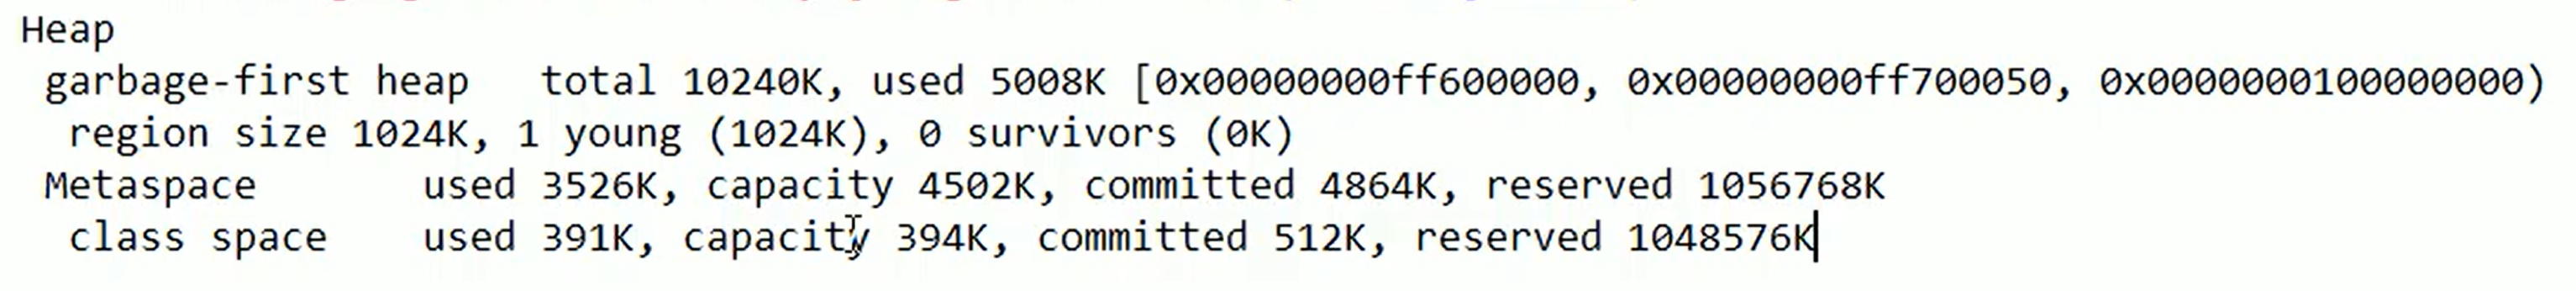 Heap
garbage-first heap   total 10240K, used 5008K [0x00000000ff600000, 0x00000000ff700050, 0x0000000100000000)
region size 1024K, 1 young (1024K), 0 survivors (0K)
Metaspace       used 3526K, capacity 4502K, committed 4864K, reserved 1056768K
class space    used 391K, capacity 394K, committed 512K, reserved 1048576K